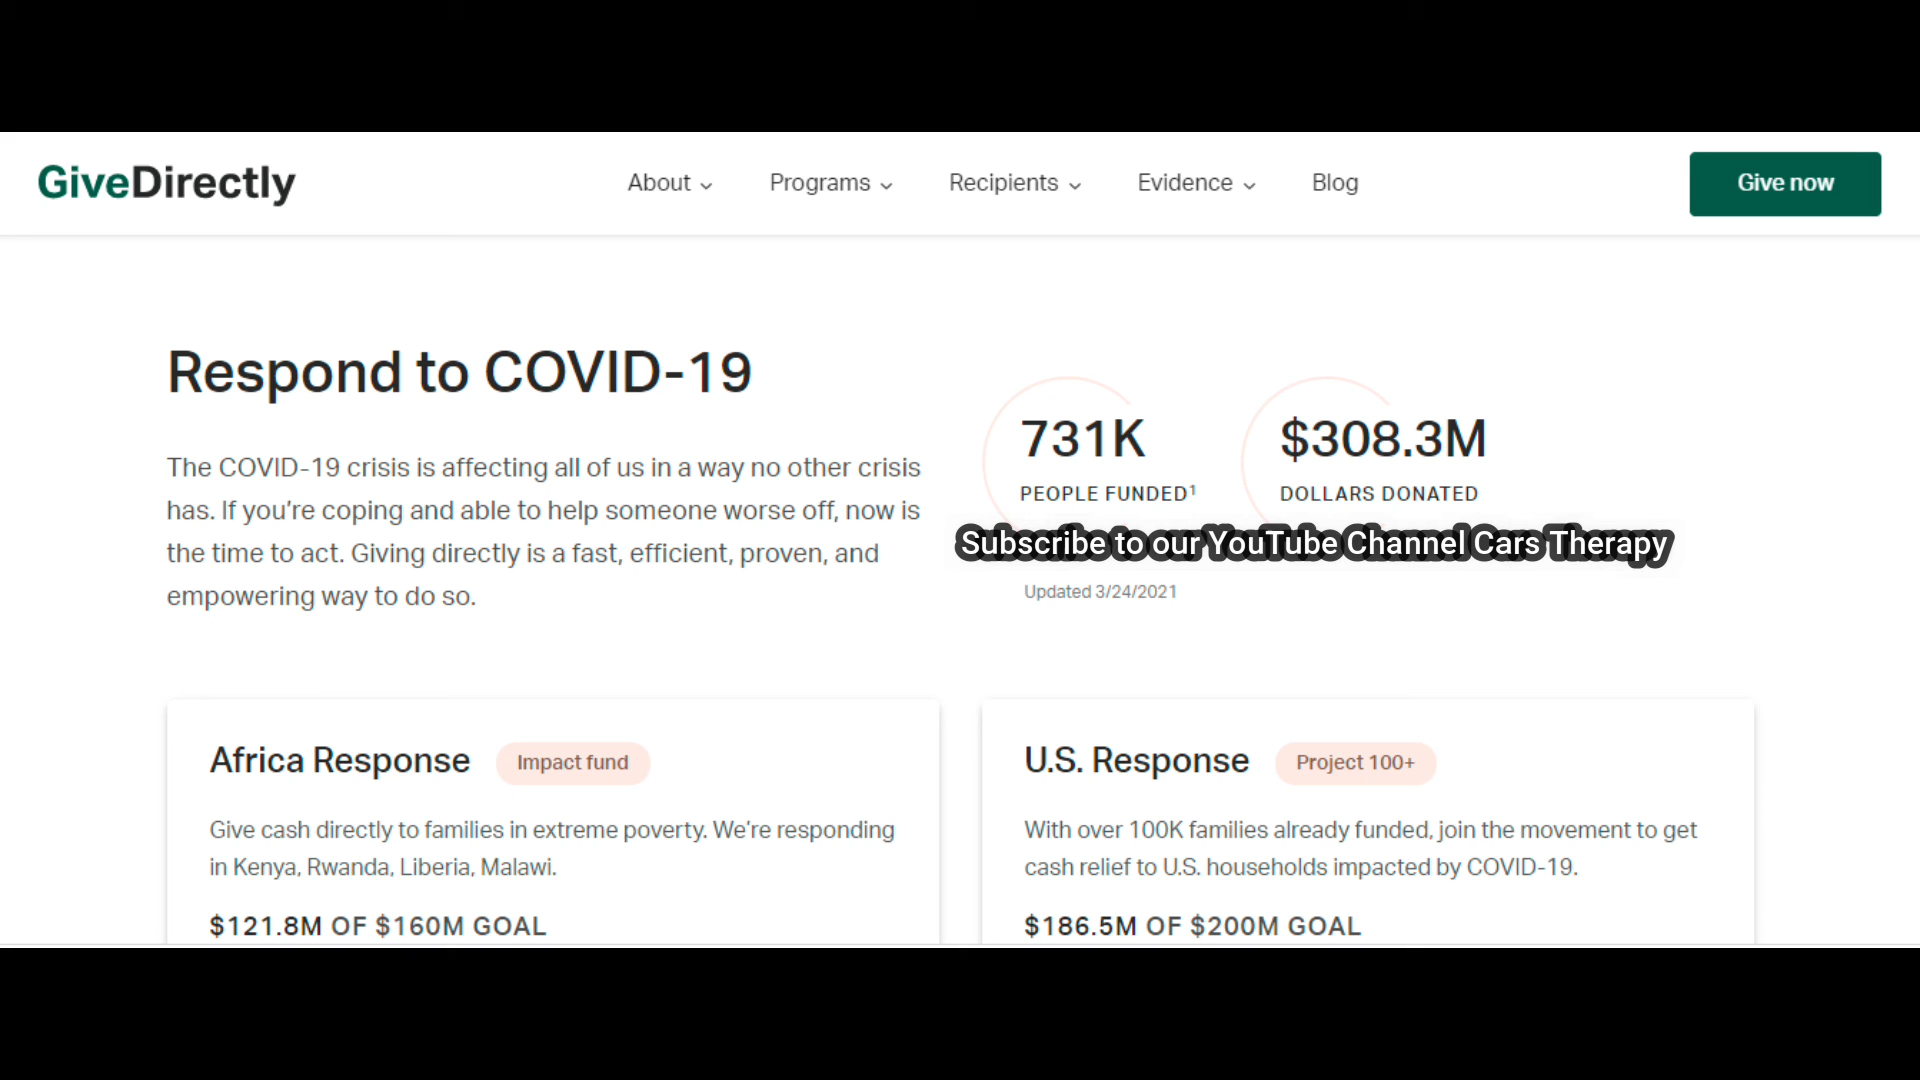 GiveDirectly
About
Programs
Recipients
Evidence
Blog
Give now
Respond to COVID-19
The COVID-19 crisis is affecting all of us in a way no other crisis
has. If you’re coping and able to help someone worse off, now is
the time to act. Giving directly is a fast, efficient, proven, and
empowering way to do so.
731K
PEOPLE FUNDED¹
$308.3M
DOLLARS DONATED
Subscribe to our YouTube Channel Cars Therapy
Updated 3/24/2021
Africa Response
Impact fund
Give cash directly to families in extreme poverty. We’re responding
in Kenya, Rwanda, Liberia, Malawi.
$121.8M OF $160M GOAL
U.S. Response
Project 100+
With over 100K families already funded, join the movement to get
cash relief to U.S. households impacted by COVID-19.
$186.5M OF $200M GOAL